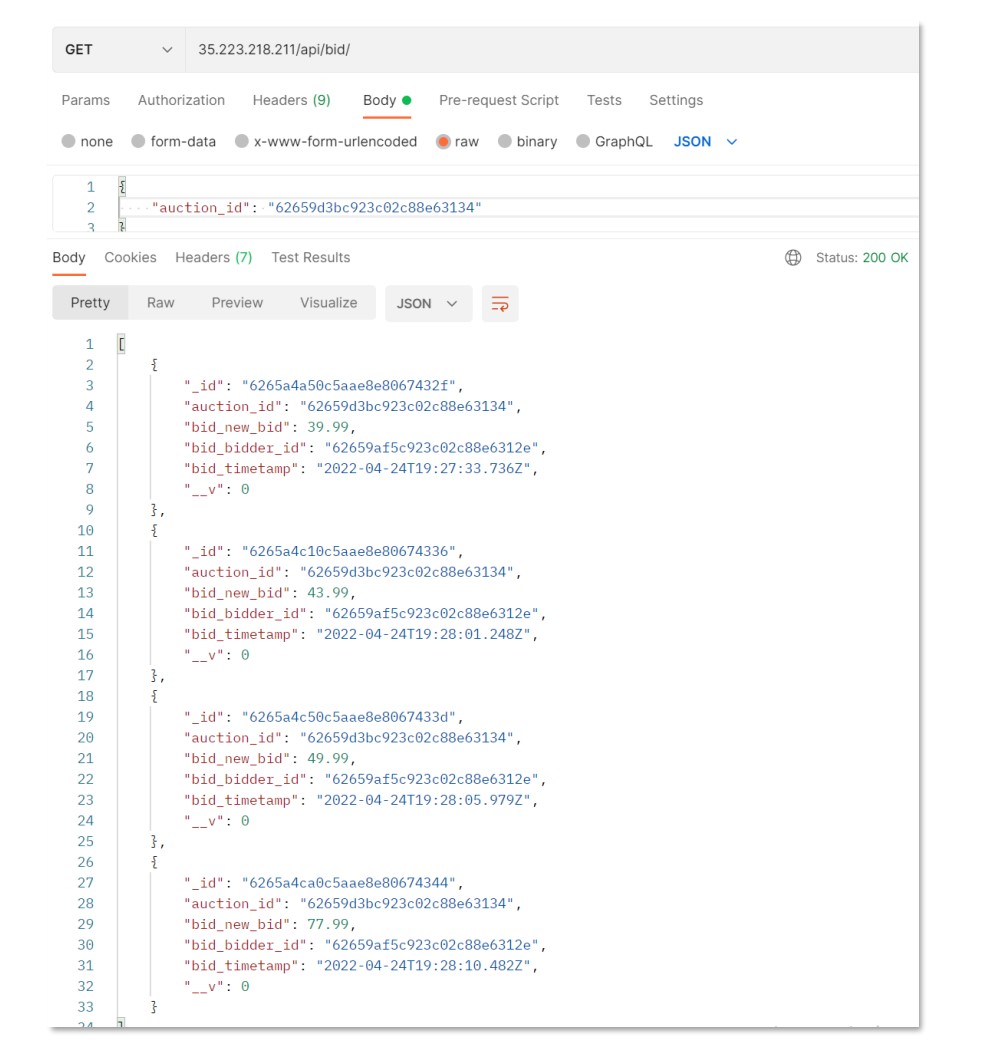 GET 35.223.218.211/api/bid/
Params Authorization Headers (9) Body Pre-request Script Tests Settings
none form-data x-www-form-urlencoded raw binary GraphQL JSON
1 {
2 "auction_id": "62659d3bc923c02c88e63134"
3 }
Body Cookies Headers (7) Test Results Status: 200 OK
Pretty Raw Preview Visualize JSON
1 [
2 {
3 "_id": "6265a4a50c5aae8e8067432f",
4 "auction_id": "62659d3bc923c02c88e63134",
5 "bid_new_bid": 39.99,
6 "bid_bidder_id": "62659af5c923c02c88e6312e",
7 "bid_timetamp": "2022-04-24T19:27:33.736Z",
8 "__v": 0
9 },
10 {
11 "_id": "6265a4c10c5aae8e80674336",
12 "auction_id": "62659d3bc923c02c88e63134",
13 "bid_new_bid": 43.99,
14 "bid_bidder_id": "62659af5c923c02c88e6312e",
15 "bid_timetamp": "2022-04-24T19:28:01.248Z",
16 "__v": 0
17 },
18 {
19 "_id": "6265a4c50c5aae8e8067433d",
20 "auction_id": "62659d3bc923c02c88e63134",
21 "bid_new_bid": 49.99,
22 "bid_bidder_id": "62659af5c923c02c88e6312e",
23 "bid_timetamp": "2022-04-24T19:28:05.979Z",
24 "__v": 0
25 },
26 {
27 "_id": "6265a4ca0c5aae8e80674344",
28 "auction_id": "62659d3bc923c02c88e63134",
29 "bid_new_bid": 77.99,
30 "bid_bidder_id": "62659af5c923c02c88e6312e",
31 "bid_timetamp": "2022-04-24T19:28:10.482Z",
32 "__v": 0
33 }
34 ]